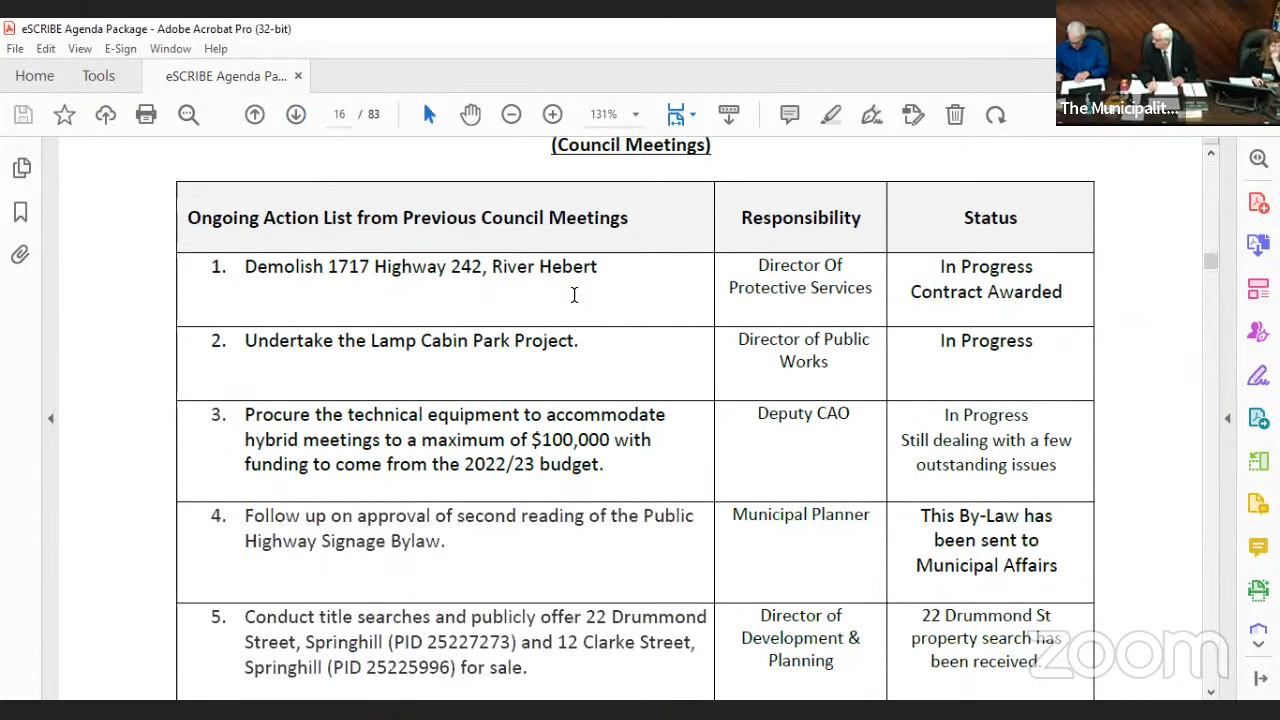 eSCRIBE Agenda Package - Adobe Acrobat Pro (32-bit)
File Edit View E-Sign Window Help
Home Tools eSCRIBE Agenda Pa... ×
16 / 83 131%
The Municipalit...
(Council Meetings)
Ongoing Action List from Previous Council Meetings Responsibility Status
1. Demolish 1717 Highway 242, River Hebert
Director Of
Protective Services
In Progress
Contract Awarded
2. Undertake the Lamp Cabin Park Project.
Director of Public
Works
In Progress
3. Procure the technical equipment to accommodate
hybrid meetings to a maximum of $100,000 with
funding to come from the 2022/23 budget.
Deputy CAO
In Progress
Still dealing with a few
outstanding issues
4. Follow up on approval of second reading of the Public
Highway Signage Bylaw.
Municipal Planner
This By-Law has
been sent to
Municipal Affairs
5. Conduct title searches and publicly offer 22 Drummond
Street, Springhill (PID 25227273) and 12 Clarke Street,
Springhill (PID 25225996) for sale.
Director of
Development &
Planning
22 Drummond St
property search has
been received.
zoom